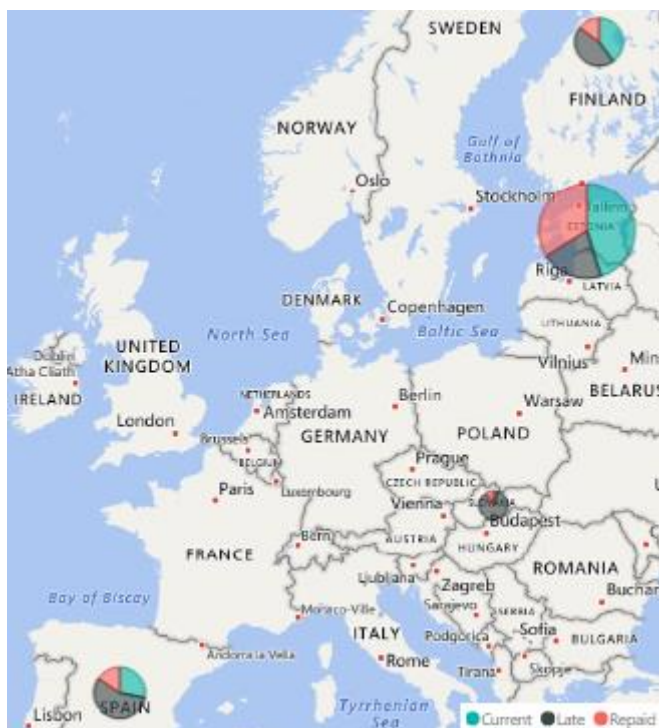 SWEDEN
FINLAND
NORWAY
Gulf of
Bothnia
Oslo
Stockholm
Tallinn
ESTONIA
Riga
LATVIA
DENMARK
Copenhagen
LITHUANIA
North Sea
Baltic Sea
UNITED
KINGDOM
Vilnius
Min
Dublin
Atha Cliath
IRELAND
BELARUS
NETHERLANDS
Berlin
Amsterdam
Warsaw
London
GERMANY
POLAND
Brussels
BELGIUM
Prague
CZECH REPUBLIC
Luxembourg
Paris
SLOVAKIA
Vienna
Budapest
AUSTRIA
HUNGARY
FRANCE
Bern
Ljubljana
Zagreb
ROMANIA
Buchar
Bay of Biscay
Monaco-Ville
Sarajevo
SERBIA
ITALY
Podgorica
Sofia
BULGARIA
Andorra la Vella
Rome
Tirana
Skopje
SPAIN
Lisbon
Tyrrhenian
Sea
Current Late Repaid